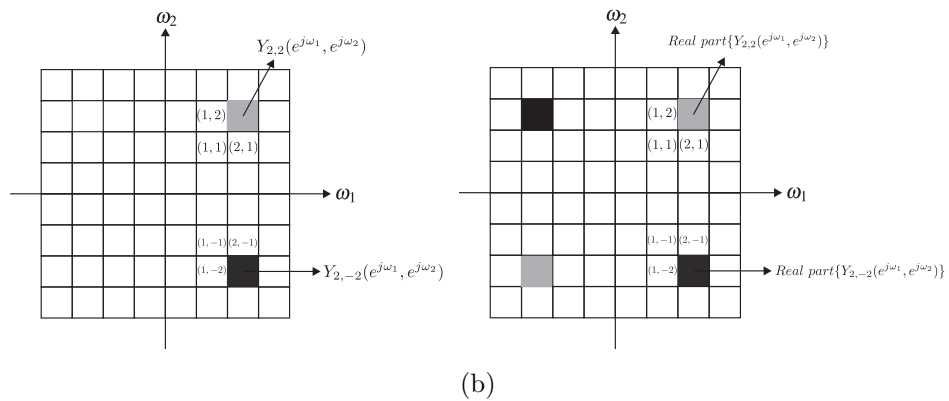 ω₂
Y₂,₂(e^{jω₁}, e^{jω₂})
(1, 2)
(1, 1) (2, 1)
ω₁
(1, −1) (2, −1)
(1, −2)
Y₂,₋₂(e^{jω₁}, e^{jω₂})
ω₂
Real part{Y₂,₂(e^{jω₁}, e^{jω₂})}
(1, 2)
(1, 1) (2, 1)
ω₁
(1, −1) (2, −1)
(1, −2)
Real part{Y₂,₋₂(e^{jω₁}, e^{jω₂})}
(b)